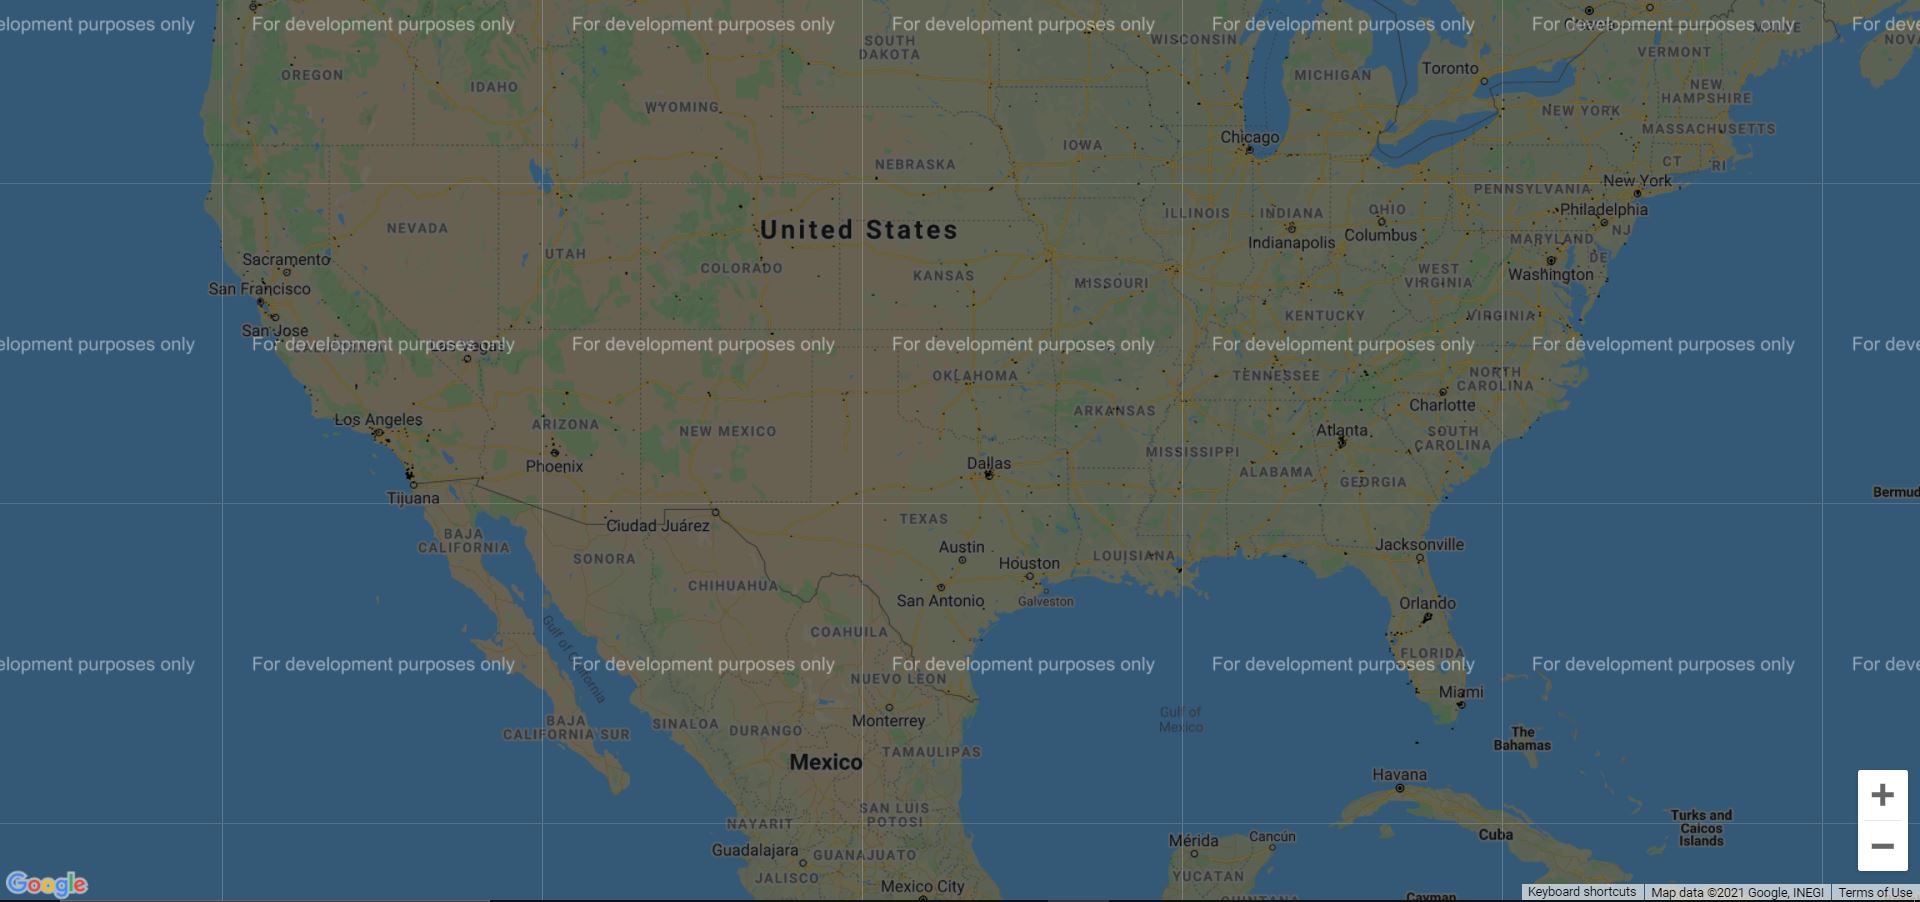 elopment purposes only
For development purposes only
For development purposes only
For development purposes only
For development purposes only
For development purposes only
For deve
SOUTH
DAKOTA
WISCONSIN
VERMONT
NOVA
OREGON
IDAHO
WYOMING
MICHIGAN
Toronto
NEW
HAMPSHIRE
NEW YORK
MASSACHUSETTS
IOWA
Chicago
NEBRASKA
CT
RI
PENNSYLVANIA
New York
Philadelphia
NEVADA
United States
ILLINOIS
INDIANA
OHIO
Indianapolis
Columbus
MARYLAND
NJ
DE
Sacramento
UTAH
COLORADO
KANSAS
MISSOURI
WEST
VIRGINIA
Washington
San Francisco
KENTUCKY
VIRGINIA
San Jose
CALIFORNIA
Las Vegas
elopment purposes only
For development purposes only
For development purposes only
For development purposes only
For development purposes only
For development purposes only
For deve
OKLAHOMA
TENNESSEE
NORTH
CAROLINA
Los Angeles
ARIZONA
NEW MEXICO
ARKANSAS
Charlotte
Atlanta
SOUTH
CAROLINA
Phoenix
Dallas
MISSISSIPPI
ALABAMA
GEORGIA
Tijuana
Bermud
Ciudad Juárez
TEXAS
BAJA
CALIFORNIA
SONORA
CHIHUAHUA
Austin
Houston
LOUISIANA
Jacksonville
San Antonio
Galveston
Orlando
Gulf of California
COAHUILA
elopment purposes only
For development purposes only
For development purposes only
For development purposes only
For development purposes only
For development purposes only
For deve
FLORIDA
NUEVO LEON
Miami
BAJA
CALIFORNIA SUR
SINALOA
DURANGO
Monterrey
Gulf of
Mexico
The
Bahamas
TAMAULIPAS
Mexico
Havana
SAN LUIS
POTOSI
NAYARIT
Turks and
Caicos
Islands
Cuba
Mérida
Cancún
Guadalajara
GUANAJUATO
JALISCO
Mexico City
YUCATAN
QUINTANA
Cayman
Google
Keyboard shortcuts
Map data ©2021 Google, INEGI
Terms of Use